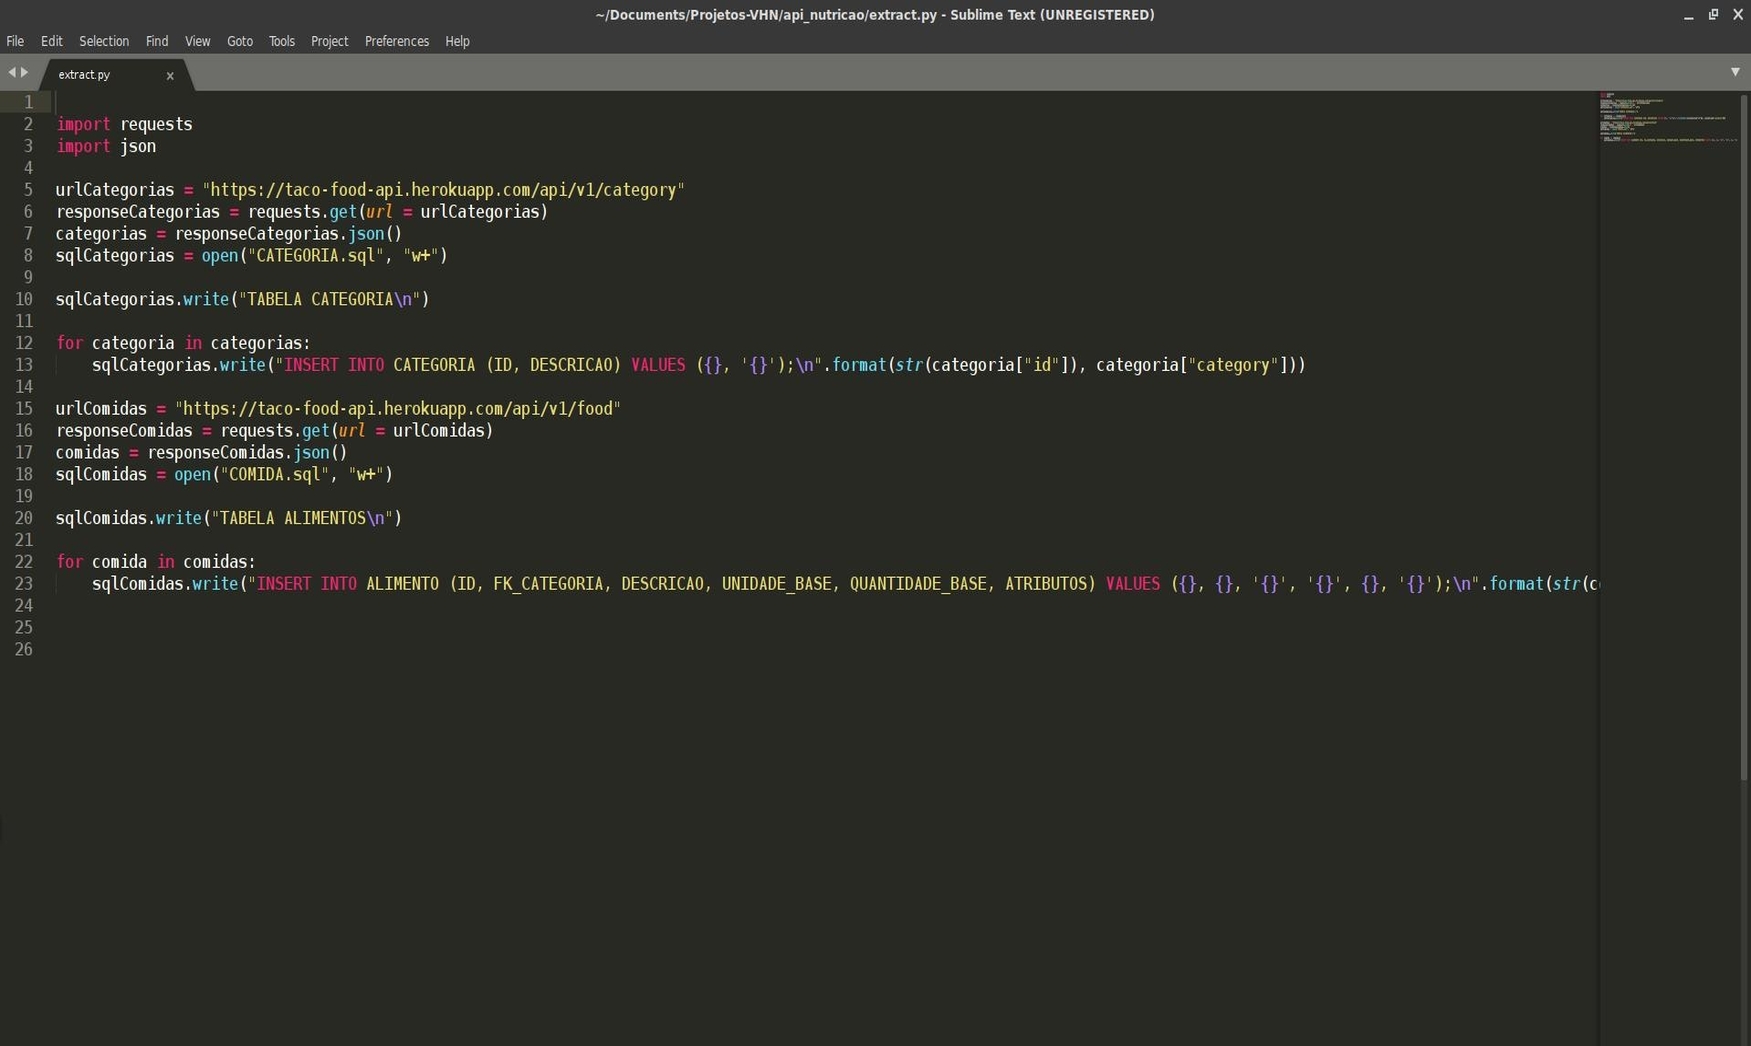 ~/Documents/Projetos-VHN/api_nutricao/extract.py - Sublime Text (UNREGISTERED)
File Edit Selection Find View Goto Tools Project Preferences Help
extract.py
1
2 import requests
3 import json
4
5 urlCategorias = "https://taco-food-api.herokuapp.com/api/v1/category"
6 responseCategorias = requests.get(url = urlCategorias)
7 categorias = responseCategorias.json()
8 sqlCategorias = open("CATEGORIA.sql", "w+")
9
10 sqlCategorias.write("TABELA CATEGORIA\n")
11
12 for categoria in categorias:
13 sqlCategorias.write("INSERT INTO CATEGORIA (ID, DESCRICAO) VALUES ({}, '{}');\n".format(str(categoria["id"]), categoria["category"]))
14
15 urlComidas = "https://taco-food-api.herokuapp.com/api/v1/food"
16 responseComidas = requests.get(url = urlComidas)
17 comidas = responseComidas.json()
18 sqlComidas = open("COMIDA.sql", "w+")
19
20 sqlComidas.write("TABELA ALIMENTOS\n")
21
22 for comida in comidas:
23 sqlComidas.write("INSERT INTO ALIMENTO (ID, FK_CATEGORIA, DESCRICAO, UNIDADE_BASE, QUANTIDADE_BASE, ATRIBUTOS) VALUES ({}, {}, '{}', '{}', {}, '{}');\n".format(str(c
24
25
26